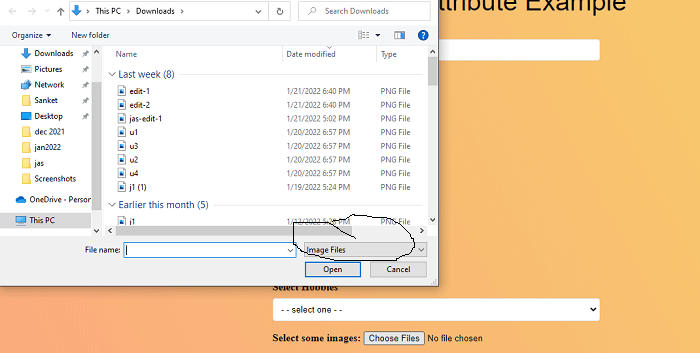 This PC > Downloads >
Search Downloads
ttribute Example
Organize
New folder
Downloads
Pictures
Network
Sanket
Desktop
dec 2021
jan2022
jas
Screenshots
OneDrive - Person
This PC
Name
Date modified
Type
Last week (8)
edit-1 1/21/2022 6:40 PM PNG File
edit-2 1/21/2022 6:40 PM PNG File
jas-edit-1 1/21/2022 5:02 PM PNG File
u1 1/20/2022 6:57 PM PNG File
u3 1/20/2022 6:57 PM PNG File
u2 1/20/2022 6:57 PM PNG File
u4 1/20/2022 6:57 PM PNG File
j1 (1) 1/19/2022 5:24 PM PNG File
Earlier this month (5)
j1 PNG File
File name:
Image Files
Open
Cancel
Select Hobbies
- - select one - -
Select some images: Choose Files No file chosen